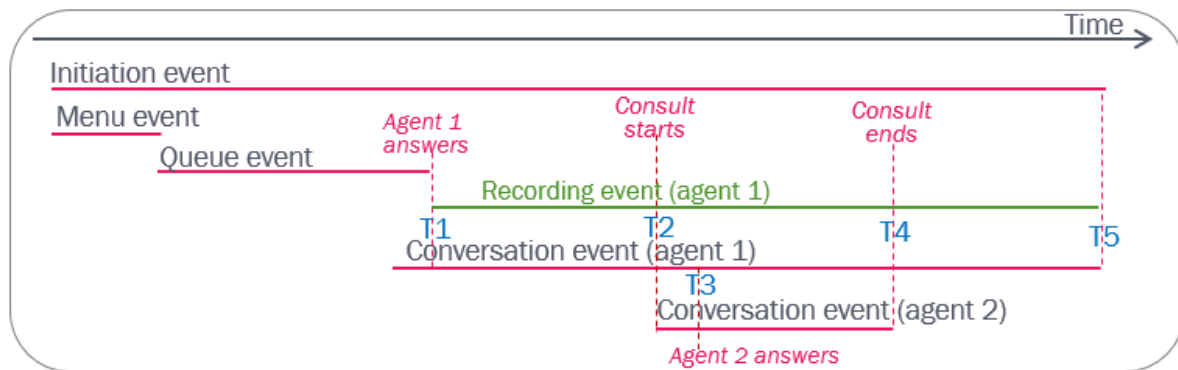 Time
Initiation event
Menu event
Agent 1
answers
Consult
starts
Consult
ends
Queue event
Recording event (agent 1)
T1
T2
T4
T5
Conversation event (agent 1)
T3
Conversation event (agent 2)
Agent 2 answers